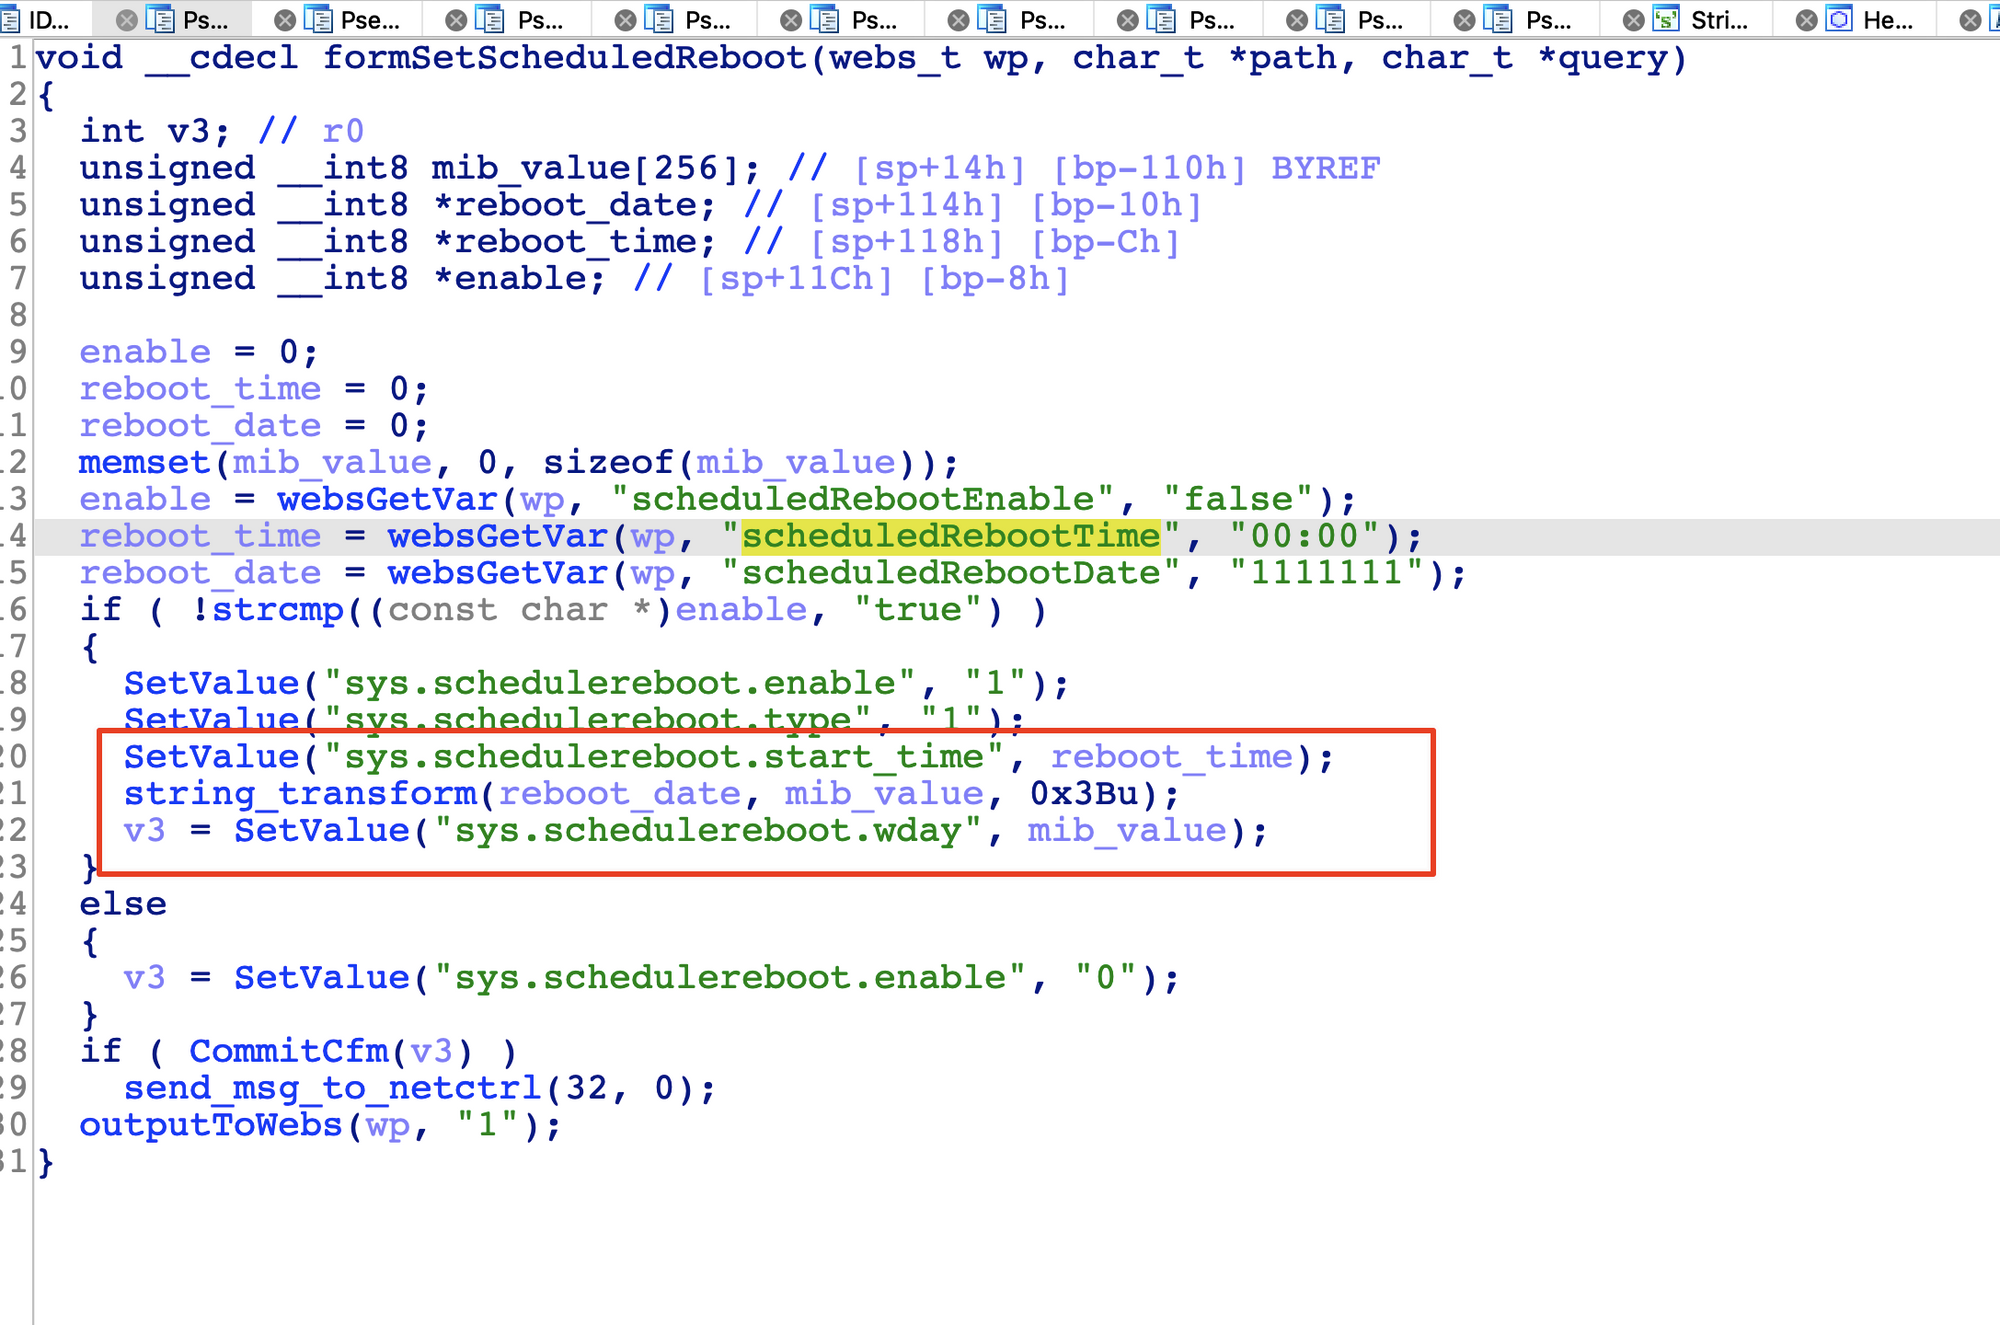 ID... Ps... Pse... Ps... Ps... Ps... Ps... Ps... Ps... Ps... Stri... He...
1 void __cdecl formSetScheduledReboot(webs_t wp, char_t *path, char_t *query)
2 {
3   int v3; // r0
4   unsigned __int8 mib_value[256]; // [sp+14h] [bp-110h] BYREF
5   unsigned __int8 *reboot_date; // [sp+114h] [bp-10h]
6   unsigned __int8 *reboot_time; // [sp+118h] [bp-Ch]
7   unsigned __int8 *enable; // [sp+11Ch] [bp-8h]
8
9   enable = 0;
10   reboot_time = 0;
11   reboot_date = 0;
12   memset(mib_value, 0, sizeof(mib_value));
13   enable = websGetVar(wp, "scheduledRebootEnable", "false");
14   reboot_time = websGetVar(wp, "scheduledRebootTime", "00:00");
15   reboot_date = websGetVar(wp, "scheduledRebootDate", "1111111");
16   if ( !strcmp((const char *)enable, "true") )
17   {
18     SetValue("sys.schedulereboot.enable", "1");
19     SetValue("sys.schedulereboot.type", "1");
20     SetValue("sys.schedulereboot.start_time", reboot_time);
21     string_transform(reboot_date, mib_value, 0x3Bu);
22     v3 = SetValue("sys.schedulereboot.wday", mib_value);
23   }
24   else
25   {
26     v3 = SetValue("sys.schedulereboot.enable", "0");
27   }
28   if ( CommitCfm(v3) )
29     send_msg_to_netctrl(32, 0);
30   outputToWebs(wp, "1");
31 }